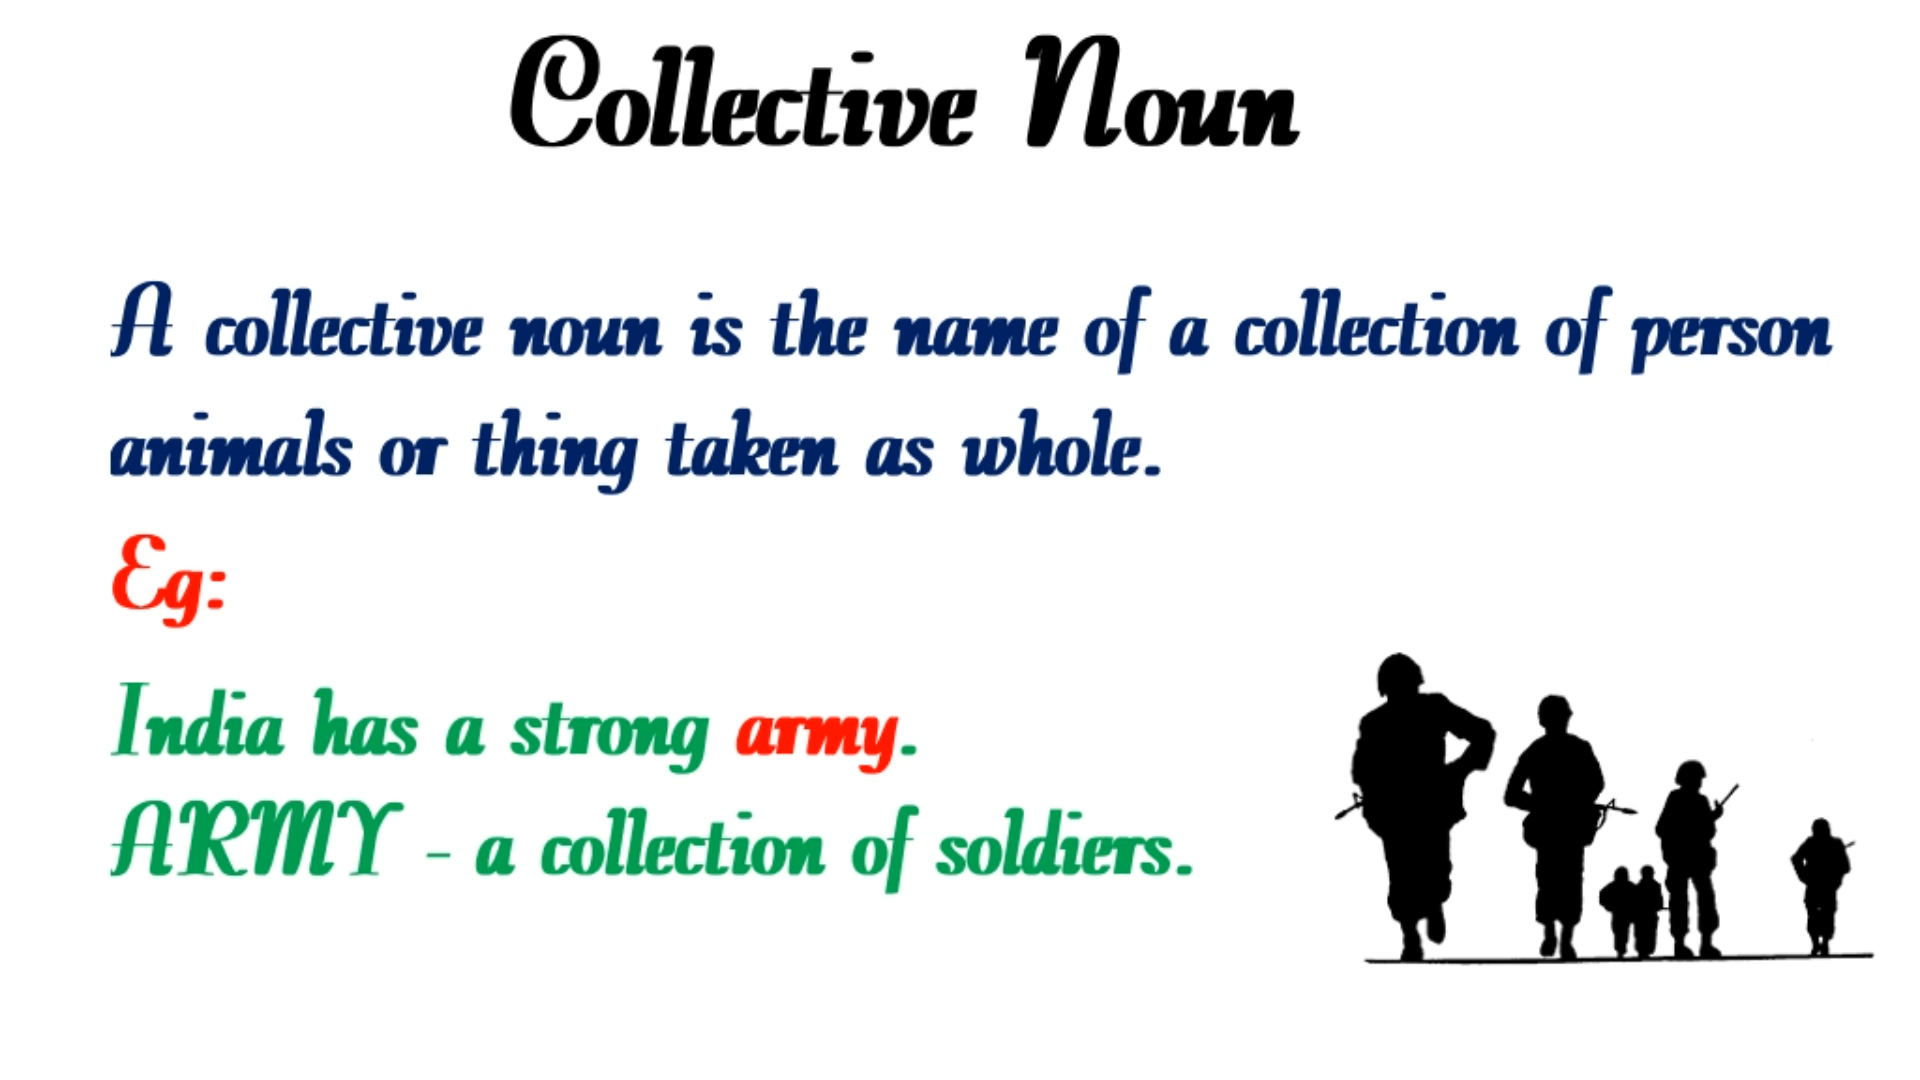 Collective Noun
A collective noun is the name of a collection of person
animals or thing taken as whole.
Eg:
India has a strong army.
ARMY - a collection of soldiers.